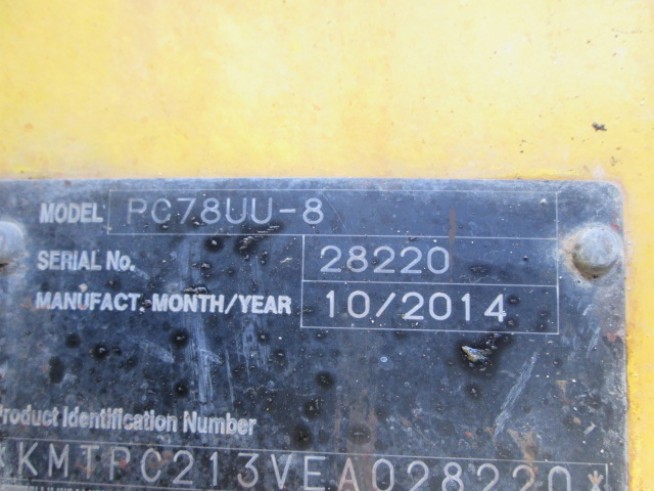 MODEL PC78UU-8
SERIAL No. 28220
MANUFACT. MONTH/YEAR 10/2014
Product Identification Number
*KMTPC213VEA028220*